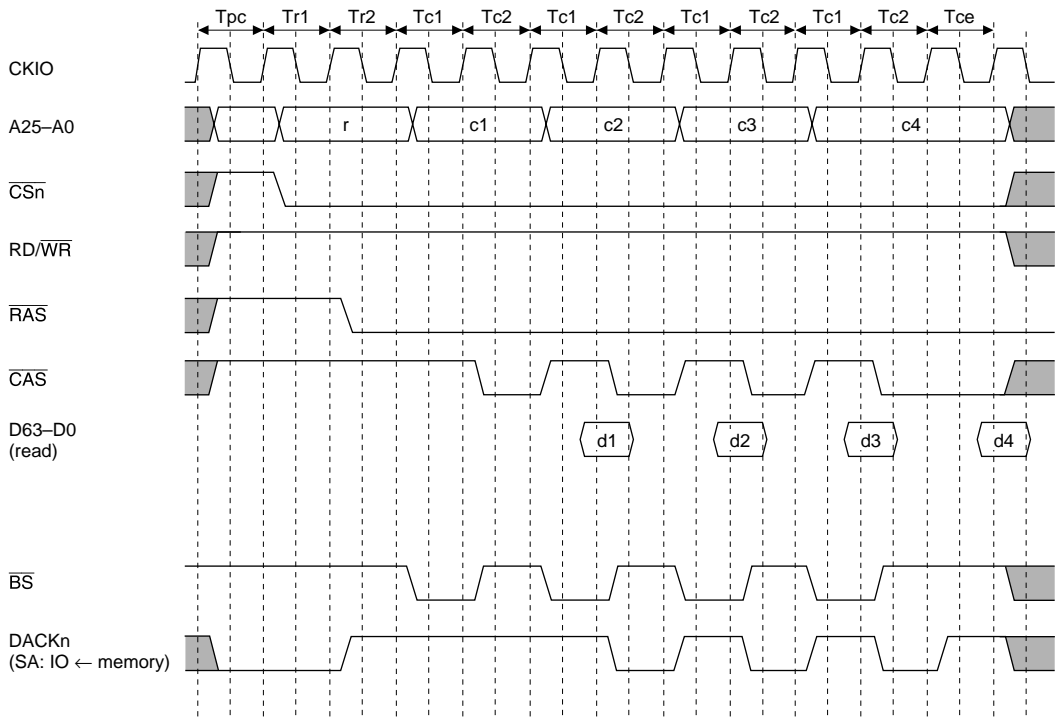 Tpc Tr1 Tr2 Tc1 Tc2 Tc1 Tc2 Tc1 Tc2 Tc1 Tc2 Tce
CKIO
A25–A0 r c1 c2 c3 c4
CSn
RD/WR
RAS
CAS
D63–D0
(read) d1 d2 d3 d4
BS
DACKn
(SA: IO ← memory)